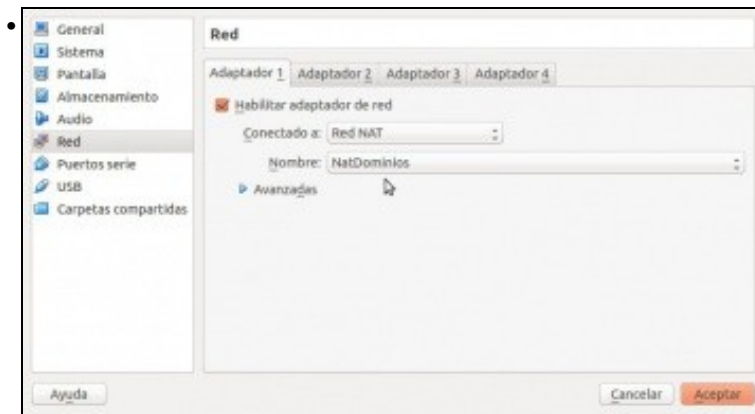 General
Sistema
Pantalla
Almacenamiento
Audio
Red
Puertos serie
USB
Carpetas compartidas
Red
Adaptador 1 Adaptador 2 Adaptador 3 Adaptador 4
Habilitar adaptador de red
Conectado a: Red NAT
Nombre: NatDominios
Avanzadas
Ayuda
Cancelar Aceptar